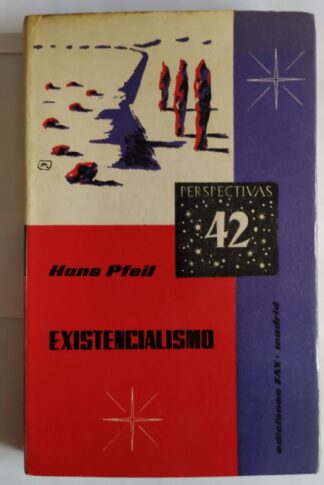 PERSPECTIVAS
42
Hans Pfeil
EXISTENCIALISMO
ediciones FAX · madrid